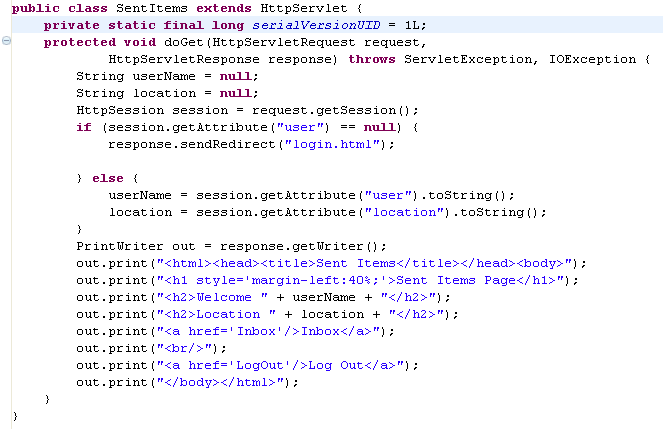 public class SentItems extends HttpServlet {
    private static final long serialVersionUID = 1L;
    protected void doGet(HttpServletRequest request,
            HttpServletResponse response) throws ServletException, IOException {
        String userName = null;
        String location = null;
        HttpSession session = request.getSession();
        if (session.getAttribute("user") == null) {
            response.sendRedirect("login.html");

        } else {
            userName = session.getAttribute("user").toString();
            location = session.getAttribute("location").toString();
        }
        PrintWriter out = response.getWriter();
        out.print("<html><head><title>Sent Items</title></head><body>");
        out.print("<h1 style='margin-left:40%;'>Sent Items Page</h1>");
        out.print("<h2>Welcome " + userName + "</h2>");
        out.print("<h2>Location " + location + "</h2>");
        out.print("<a href='Inbox'/>Inbox</a>");
        out.print("<br/>");
        out.print("<a href='LogOut'/>Log Out</a>");
        out.print("</body></html>");
    }
}